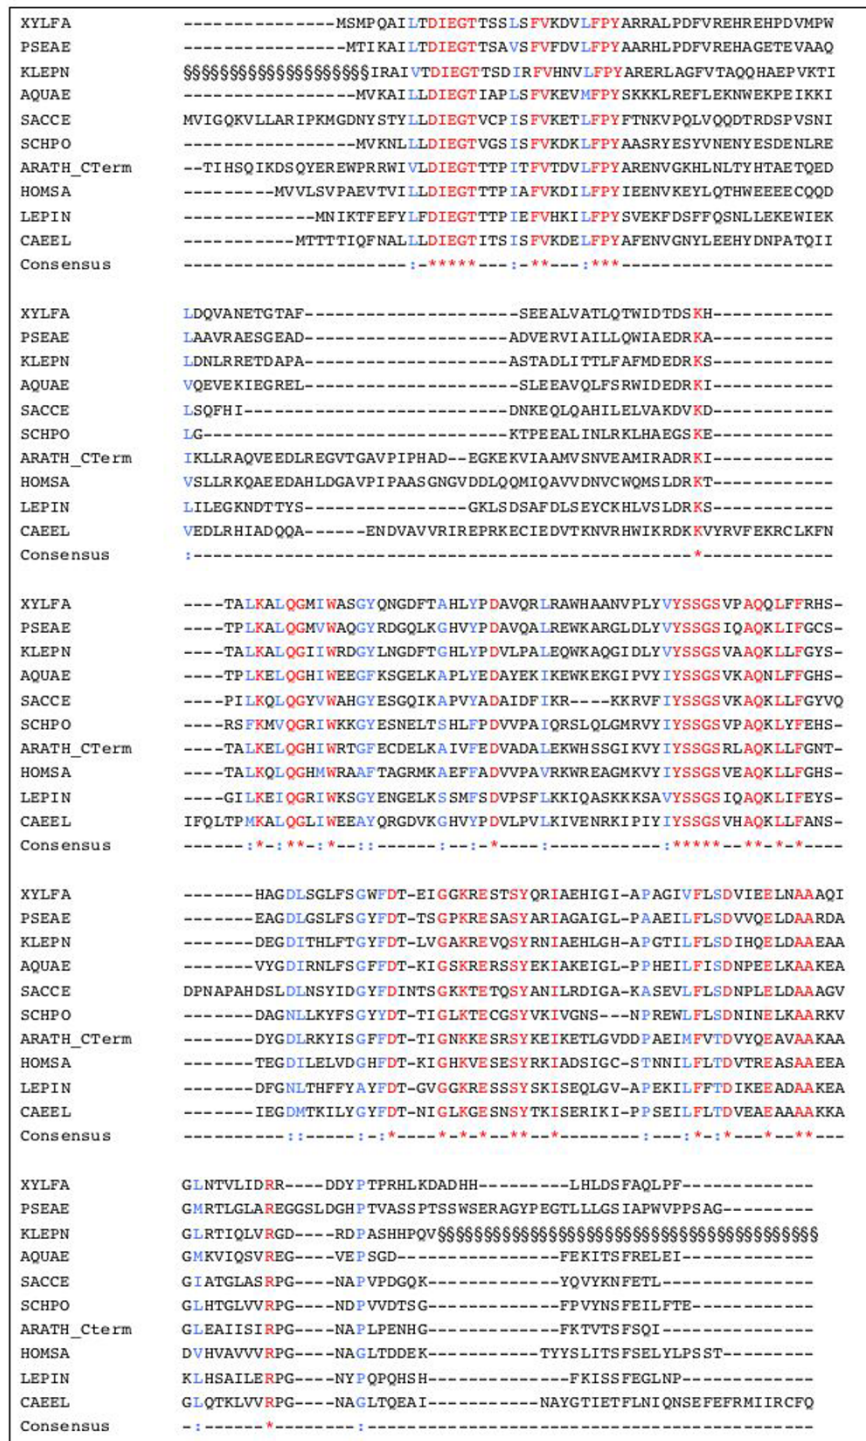 XYLFA ---------------MSMPQAILTDIEGTTSSLSFVKDVLFPYARRALPDFVREHREHPDVMPW
PSEAE ----------------MTIKAILTDIEGTTSAVSFVFDVLFPYAARHLPDFVREHAGETEVAAQ
KLEPN §§§§§§§§§§§§§§§§§§IRAIVTDIEGTTSDIRFVHNVLFPYARERLAGFVTAQQHAEPVKTI
AQUAE -----------------MVKAILLDIEGTIAPLSFVKEVMFPYSKKKLREFLEKNWEKPEIKKI
SACCE MVIGQKVLLARIPKMGDNYSTYLLDIEGTVCPISFVKETLFPYFTNKVPQLVQQDTRDSPVSNI
SCHPO -----------------MVKNLLLDIEGTVGSISFVKDKLFPYAASRYESYVNENYESDENLRE
ARATH_CTerm --TIHSQIKDSQYEREWPRRWIVLDIEGTTTPITFVTDVLFPYARENVGKHLNLTYHTAETQED
HOMSA ---------MVVLSVPAEVTVILLDIEGTTTPIAFVKDILFPYIEENVKEYLQTHWEEEECQQD
LEPIN -------------MNIKTFEFYLFDIEGTTTPIEFVHKILFPYSVEKFDSFFQSNLLEKEWIEK
CAEEL -----------MTTTTIQFNALLLDIEGTITSISFVKDELFPYAFENVGNYLEEHYDNPATQII
Consensus ----------------------:-*****---:-**---:***---------------------
XYLFA LDQVANETGTAF---------------------SEEALVATLQTWIDTDSKH------------
PSEAE LAAVRAESGEAD--------------------ADVERVIAILLQWIAEDRKA------------
KLEPN LDNLRRETDAPA--------------------ASTADLITTLFAFMDEDRKS------------
AQUAE VQEVEKIEGREL---------------------SLEEAVQLFSRWIDEDRKI------------
SACCE LSQFHI--------------------------DNKEQLQAHILELVAKDVKD------------
SCHPO LG------------------------------KTPEEALINLRKLHAEGSKE------------
ARATH_CTerm IKLLRAQVEEDLREGVTGAVPIPHAD--EGKEKVIAAMVSNVEAMIRADRKI------------
HOMSA VSLLRKQAEEDAHLDGAVPIPAASGNGVDDLQQMIQAVVDNVCWQMSLDRKT------------
LEPIN LILEGKNDTTYS----------------GKLSDSAFDLSEYCKHLVSLDRKS------------
CAEEL VEDLRHIADQQA------ENDVAVVRIREPRKECIEDVTKNVRHWIKRDKKVYRVFEKRCLKFN
Consensus :-------------------------------------------------*-------------
XYLFA ----TALKALQGMIWASGYQNGDFTAHLYPDAVQRLRAWHAANVPLYVYSSGSVPAQQLFFRHS-
PSEAE ----TPLKALQGMVWAQGYRDGQLKGHVYPDAVQALREWKARGLDLYVYSSGSIQAQKLIFGCS-
KLEPN ----TALKALQGIIWRDGYLNGDFTGHLYPDVLPALEQWKAQGIDLYVYSSGSVAAQKLLFGYS-
AQUAE ----TPLKELQGHIWEEGFKSGELKAPLYEDAYEKIKEWKEKGIPVYIYSSGSVKAQNLFFGHS-
SACCE ----PILKQLQGYVWAHGYESGQIKAPVYADAIDFIKR----KKRVFIYSSGSVKAQKLLFGYVQ
SCHPO ----RSFKMVQGRIWKKGYESNELTSHLFPDVVPAIQRSLQLGMRVYIYSSGSVPAQKLYFEHS-
ARATH_CTerm ----TALKELQGHIWRTGFECDELKAIVFEDVADALEKWHSSGIKVYIYSSGSRLAQKLLFGNT-
HOMSA ----TALKQLQGHMWRAAFTAGRMKAEFFADVVPAVRKWREAGMKVYIYSSGSVEAQKLLFGHS-
LEPIN ----GILKEIQGRIWKSGYENGELKSSMFSDVPSFLKKIQASKKKSAVYSSGSIQAQKLIFEYS-
CAEEL IFQLTPMKALQGLIWEEAYQRGDVKGHVYPDVLPVLKIVENRKIPIYIYSSGSVHAQKLLFANS-
Consensus ------:*-:**-:*--::------:--:-*----:-----------:*****--**-*-*---
XYLFA -------HAGDLSGLFSGWFDT-EIGGKRESTSYQRIAEHIGI-APAGIVFLSDVIEELNAAAQI
PSEAE -------EAGDLGSLFSGYFDT-TSGPKRESASYARIAGAIGL-PAAEILFLSDVVQELDAARDA
KLEPN -------DEGDITHLFTGYFDT-LVGAKREVQSYRNIAEHLGH-APGTILFLSDIHQELDAAEAA
AQUAE -------VYGDIRNLFSGFFDT-KIGSKRERSSYEKIAKEIGL-PPHEILFISDNPEELKAAKEA
SACCE DPNAPAHDSLDLNSYIDGYFDINTSGKKTETQSYANILRDIGA-KASEVLFLSDNPLELDAAAGV
SCHPO -------DAGNLLKYFSGYYDT-TIGLKTECGSYVKIVGNS---NPREWLFLSDNINELKAARKV
ARATH_CTerm -------DYGDLRKYISGFFDT-TIGNKKESRSYKEIKETLGVDDPAEIMFVTDVYQEAVAAKAA
HOMSA -------TEGDILELVDGHFDT-KIGHKVESESYRKIADSIGC-STNNILFLTDVTREASAAEEA
LEPIN -------DFGNLTHFFYAYFDT-GVGGKRESSSYSKISEQLGV-APEKILFFTDIKEEADAAKEA
CAEEL -------IEGDMTKILYGYFDT-NIGLKGESNSYTKISERIKI-PPSEILFLTDVEAEAAAAKKA
Consensus ----------::-----:-:*----*-*-*--**--*--------:----*-:*---*--**---
XYLFA GLNTVLIDRR----DDYPTPRHLKDADHH---------LHLDSFAQLPF-------------
PSEAE GMRTLGLAREGGSLDGHPTVASSPTSSWSERAGYPEGTLLLGSIAPWVPPSAG---------
KLEPN GLRTIQLVRGD---RDPASHHPQV§§§§§§§§§§§§§§§§§§§§§§§§§§§§§§§§§§§§§§
AQUAE GMKVIQSVREG---VEPSGD----------------FEKITSFRELEI--------------
SACCE GIATGLASRPG----NAPVPDGQK-------------YQVYKNFETL---------------
SCHPO GLHTGLVVRPG----NDPVVDTSG-------------FPVYNSFEILFTE------------
ARATH_Cterm GLEAIISIRPG----NAPLPENHG-------------FKTVTSFSQI---------------
HOMSA DVHVAVVVRPG----NAGLTDDEK-----------TYYSLITSFSELYLPSST---------
LEPIN KLHSAILERPG----NYPQPQHSH-------------FKISSFEGLNP--------------
CAEEL GLQTKLVVRPG----NAGLTQEAI-----------NAYGTIETFLNIQNSEFEFRMIIRCFQ
Consensus -:------*--------:--------------------------------------------